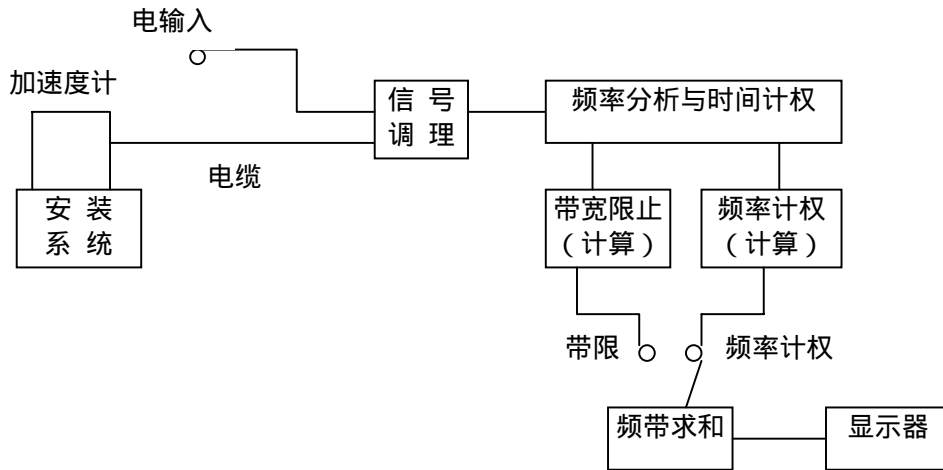 电输入
加速度计
信 号
调 理
频率分析与时间计权
电缆
安 装
系 统
带宽限止
（计算）
频率计权
（计算）
带限
频率计权
频带求和
显示器